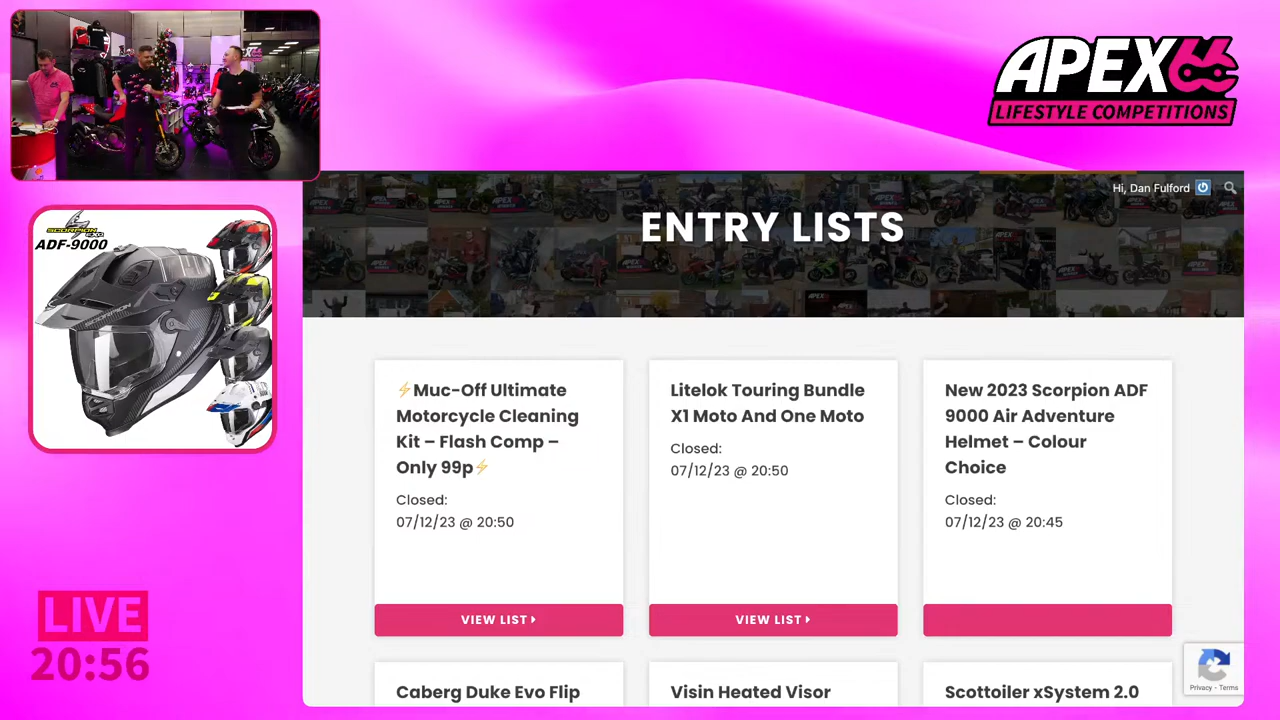 APEX66
LIFESTYLE COMPETITIONS
Hi, Dan Fulford
ENTRY LISTS
SCORPION
EXO
ADF-9000
SCORPION
⚡Muc-Off Ultimate
Motorcycle Cleaning
Kit – Flash Comp –
Only 99p⚡
Closed:
07/12/23 @ 20:50
VIEW LIST
Litelok Touring Bundle
X1 Moto And One Moto
Closed:
07/12/23 @ 20:50
VIEW LIST
New 2023 Scorpion ADF
9000 Air Adventure
Helmet – Colour
Choice
Closed:
07/12/23 @ 20:45
Caberg Duke Evo Flip
Visin Heated Visor
Scottoiler xSystem 2.0
LIVE
20:56
Privacy - Terms